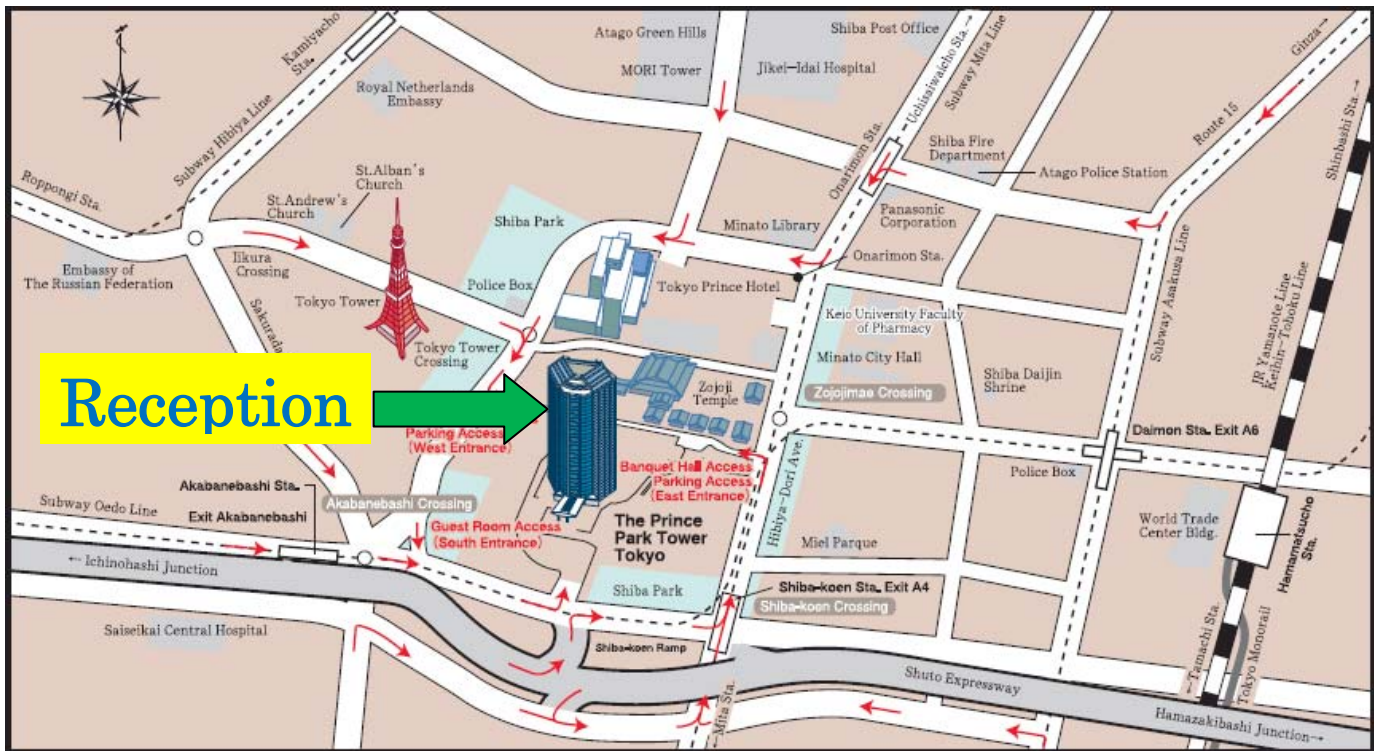 Kamiyacho
Sta.
Subway Hibiya Line
Royal Netherlands
Embassy
Atago Green Hills
MORI Tower
Shiba Post Office
Jikei-Idai Hospital
Uchisaiwaicho Sta.→
Subway Mita Line
Ginza→
Route 15
Shinbashi Sta.→
Onarimon Sta.
Shiba Fire
Department
Atago Police Station
Roppongi Sta.
St.Alban's
Church
St.Andrew's
Church
Shiba Park
Minato Library
Panasonic
Corporation
Onarimon Sta.
Embassy of
The Russian Federation
Iikura
Crossing
Tokyo Tower
Police Box
Tokyo Prince Hotel
Subway Asakusa Line
JR Yamanote Line
Keihin-Tohoku Line
Keio University Faculty
of Pharmacy
Sakurada
Tokyo Tower
Crossing
Minato City Hall
Shiba Daijin
Shrine
Reception
Zojoji
Temple
Zojojimae Crossing
Parking Access
(West Entrance)
Daimon Sta. Exit A6
Banquet Hall Access
Parking Access
(East Entrance)
Hibiya-Dori Ave.
Police Box
Akabanebashi Sta.
Subway Oedo Line
Exit Akabanebashi
Akabanebashi Crossing
Guest Room Access
(South Entrance)
The Prince
Park Tower
Tokyo
Miel Parque
World Trade
Center Bldg.
Hamamatsucho
Sta.
← Ichinohashi Junction
Shiba Park
Shiba-koen Sta. Exit A4
Shiba-koen Crossing
Saiseikai Central Hospital
Shiba-koen Ramp
Shuto Expressway
←Tamachi Sta.
Tokyo Monorail
←Mita Sta.
Hamazakibashi Junction→